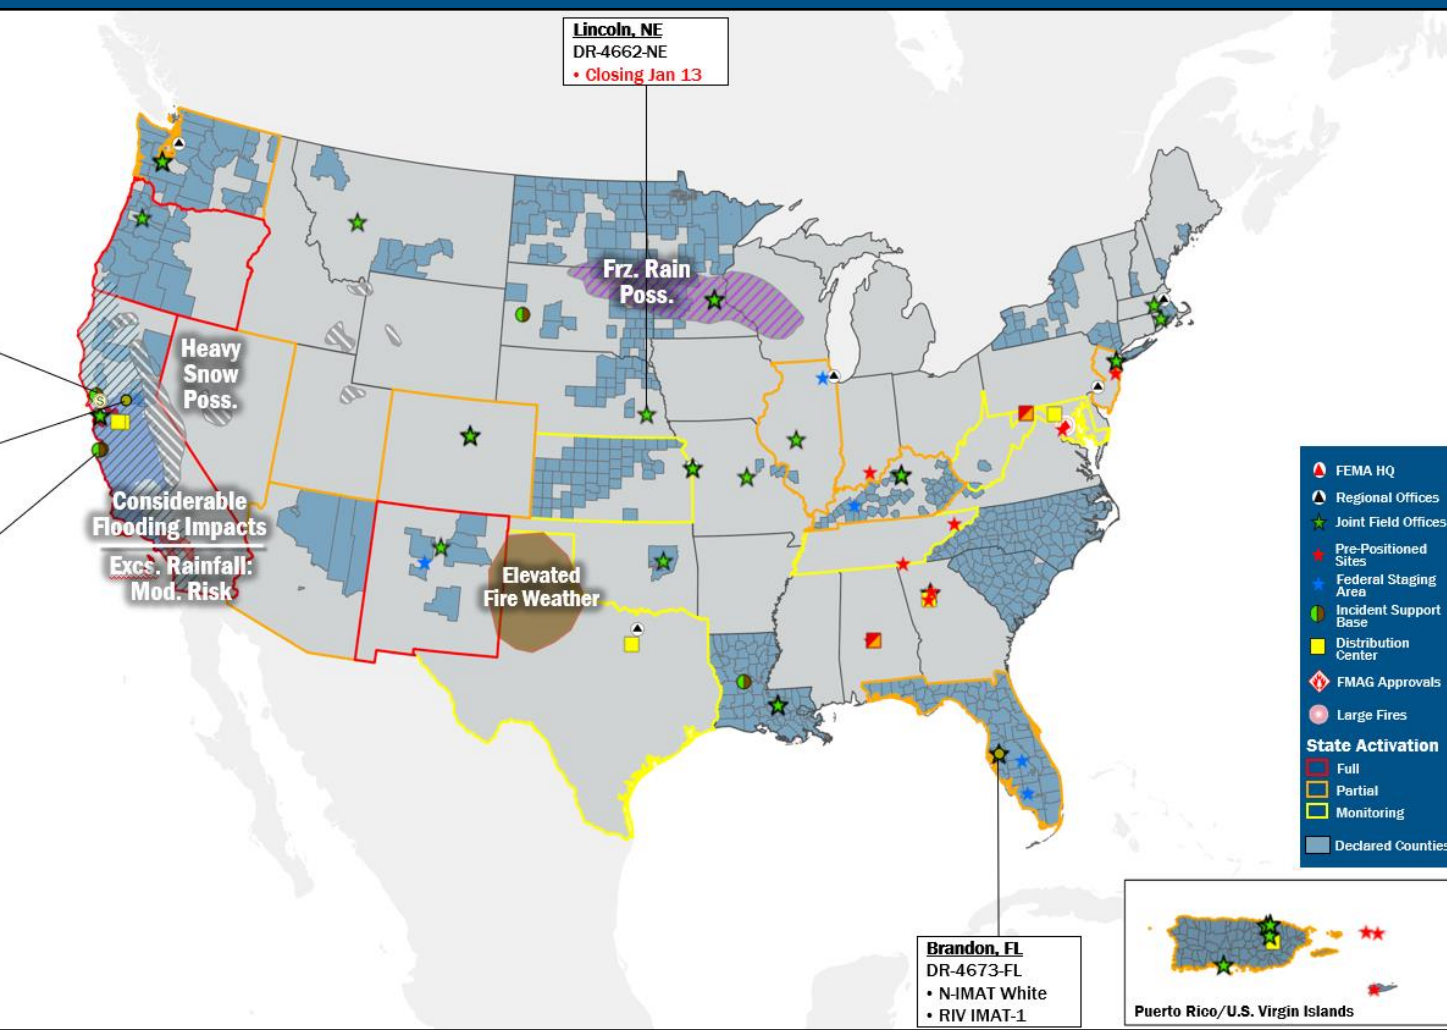 Lincoln, NE
DR-4662-NE
• Closing Jan 13
Frz. Rain
Poss.
Heavy
Snow
Poss.
S
Considerable
Flooding Impacts
Excs. Rainfall:
Mod. Risk
Elevated
Fire Weather
FEMA HQ
Regional Offices
Joint Field Offices
Pre-Positioned
Sites
Federal Staging
Area
Incident Support
Base
Distribution
Center
FMAG Approvals
Large Fires
State Activation
Full
Partial
Monitoring
Declared Counties
Brandon, FL
DR-4673-FL
• N-IMAT White
• RIV IMAT-1
Puerto Rico/U.S. Virgin Islands